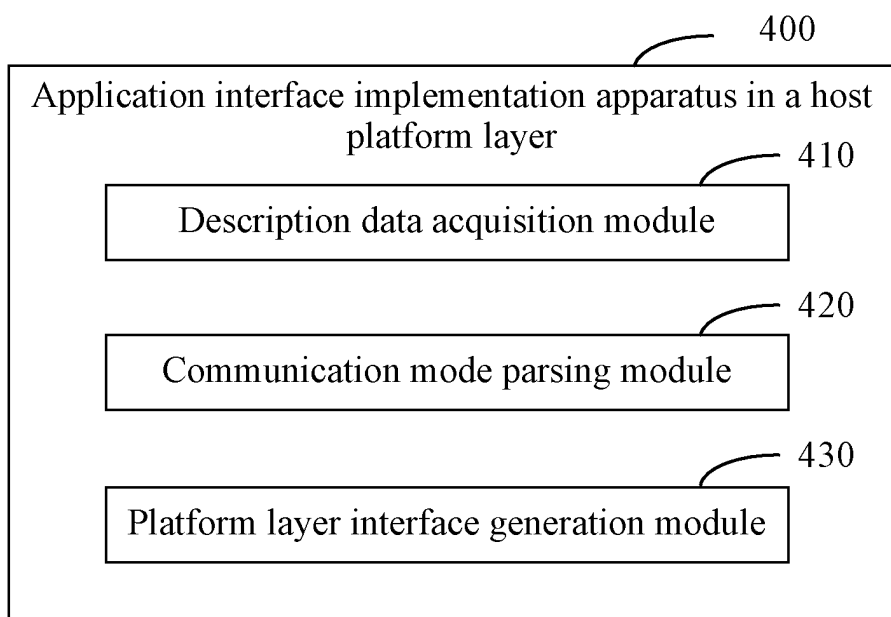 400
Application interface implementation apparatus in a host
platform layer
410
Description data acquisition module
420
Communication mode parsing module
430
Platform layer interface generation module